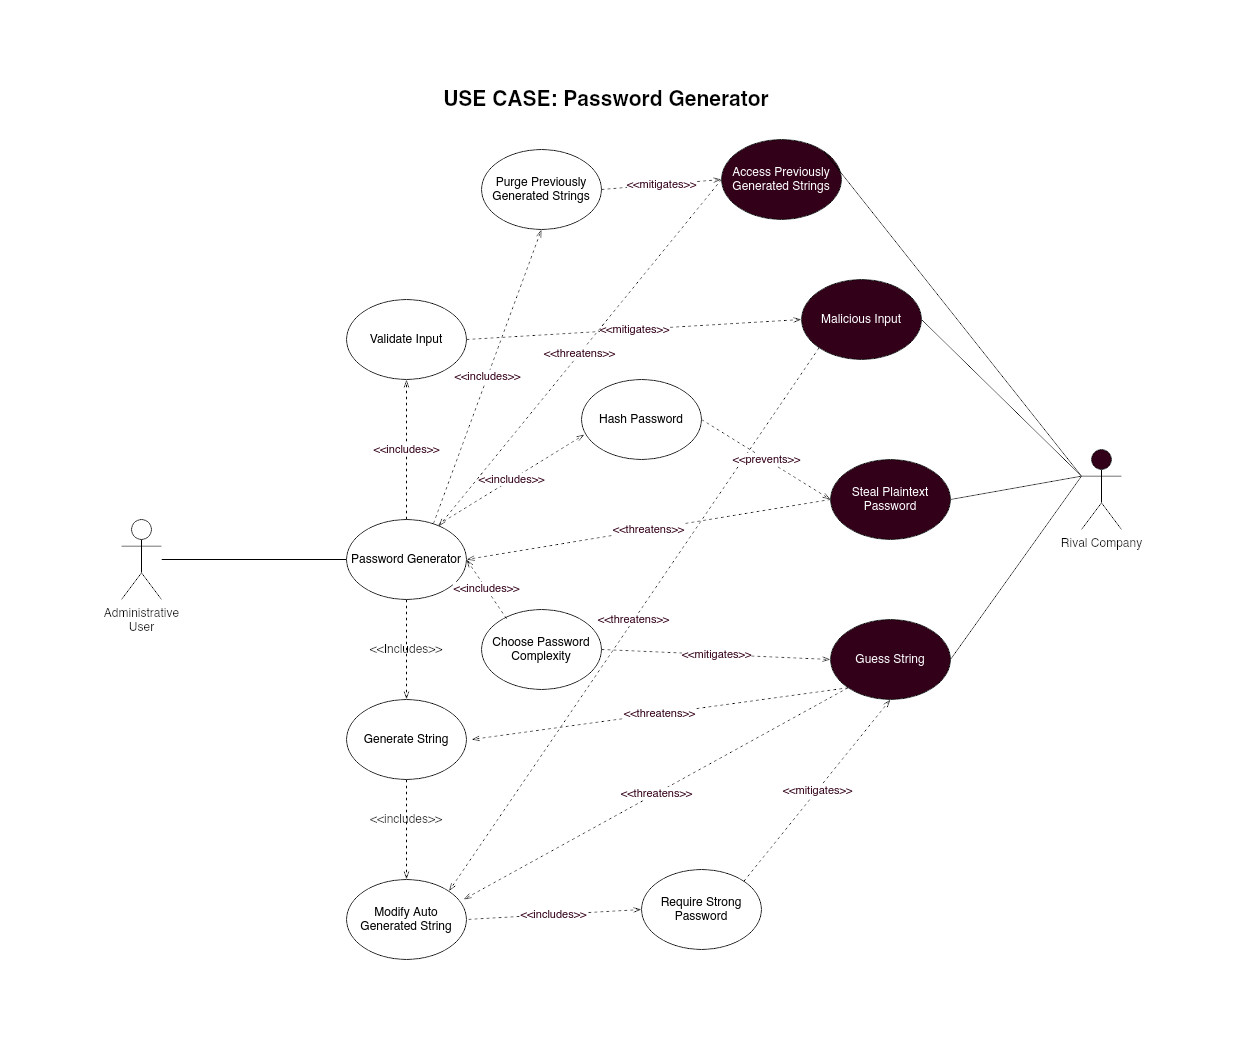 USE CASE: Password Generator
Purge Previously
Generated Strings
<<mitigates>>
Access Previously
Generated Strings
Validate Input
<<mitigates>>
Malicious Input
<<threatens>>
<<includes>>
Hash Password
<<includes>>
<<prevents>>
<<includes>>
Steal Plaintext
Password
<<threatens>>
Rival Company
Password Generator
<<includes>>
Administrative
User
<<threatens>>
Choose Password
Complexity
<<Includes>>
<<mitigates>>
Guess String
<<threatens>>
Generate String
<<threatens>>
<<mitigates>>
<<includes>>
Modify Auto
Generated String
<<includes>>
Require Strong
Password